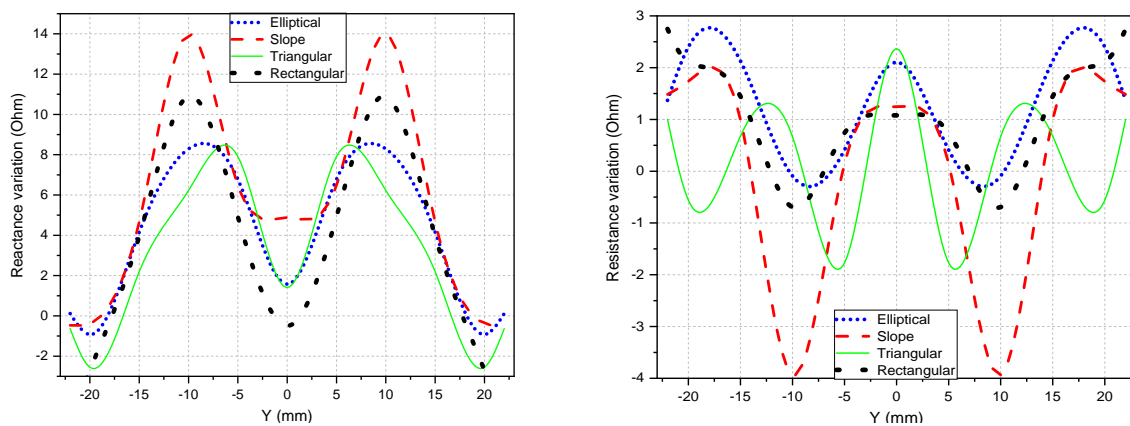 Elliptical
Slope
Triangular
Rectangular
14
12
10
8
6
4
2
0
-2
Reactance variation (Ohm)
-20 -15 -10 -5 0 5 10 15 20
Y (mm)
3
2
1
0
-1
-2
-3
-4
Resistance variation (Ohm)
Elliptical
Slope
Triangular
Rectangular
-20 -15 -10 -5 0 5 10 15 20
Y (mm)